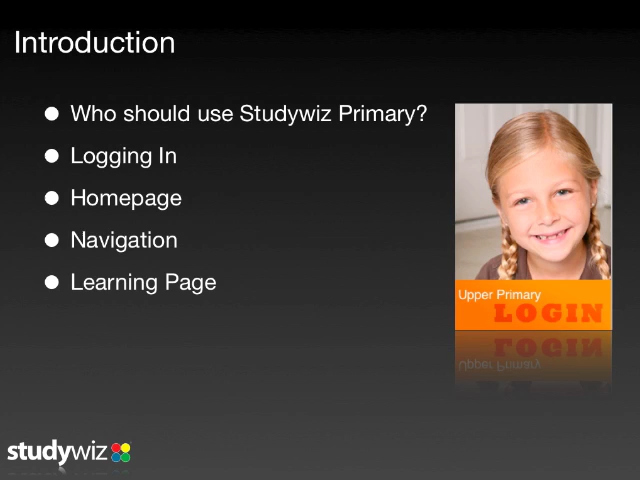 Introduction
Who should use Studywiz Primary?
Logging In
Homepage
Navigation
Learning Page
Upper Primary
LOGIN
studywiz